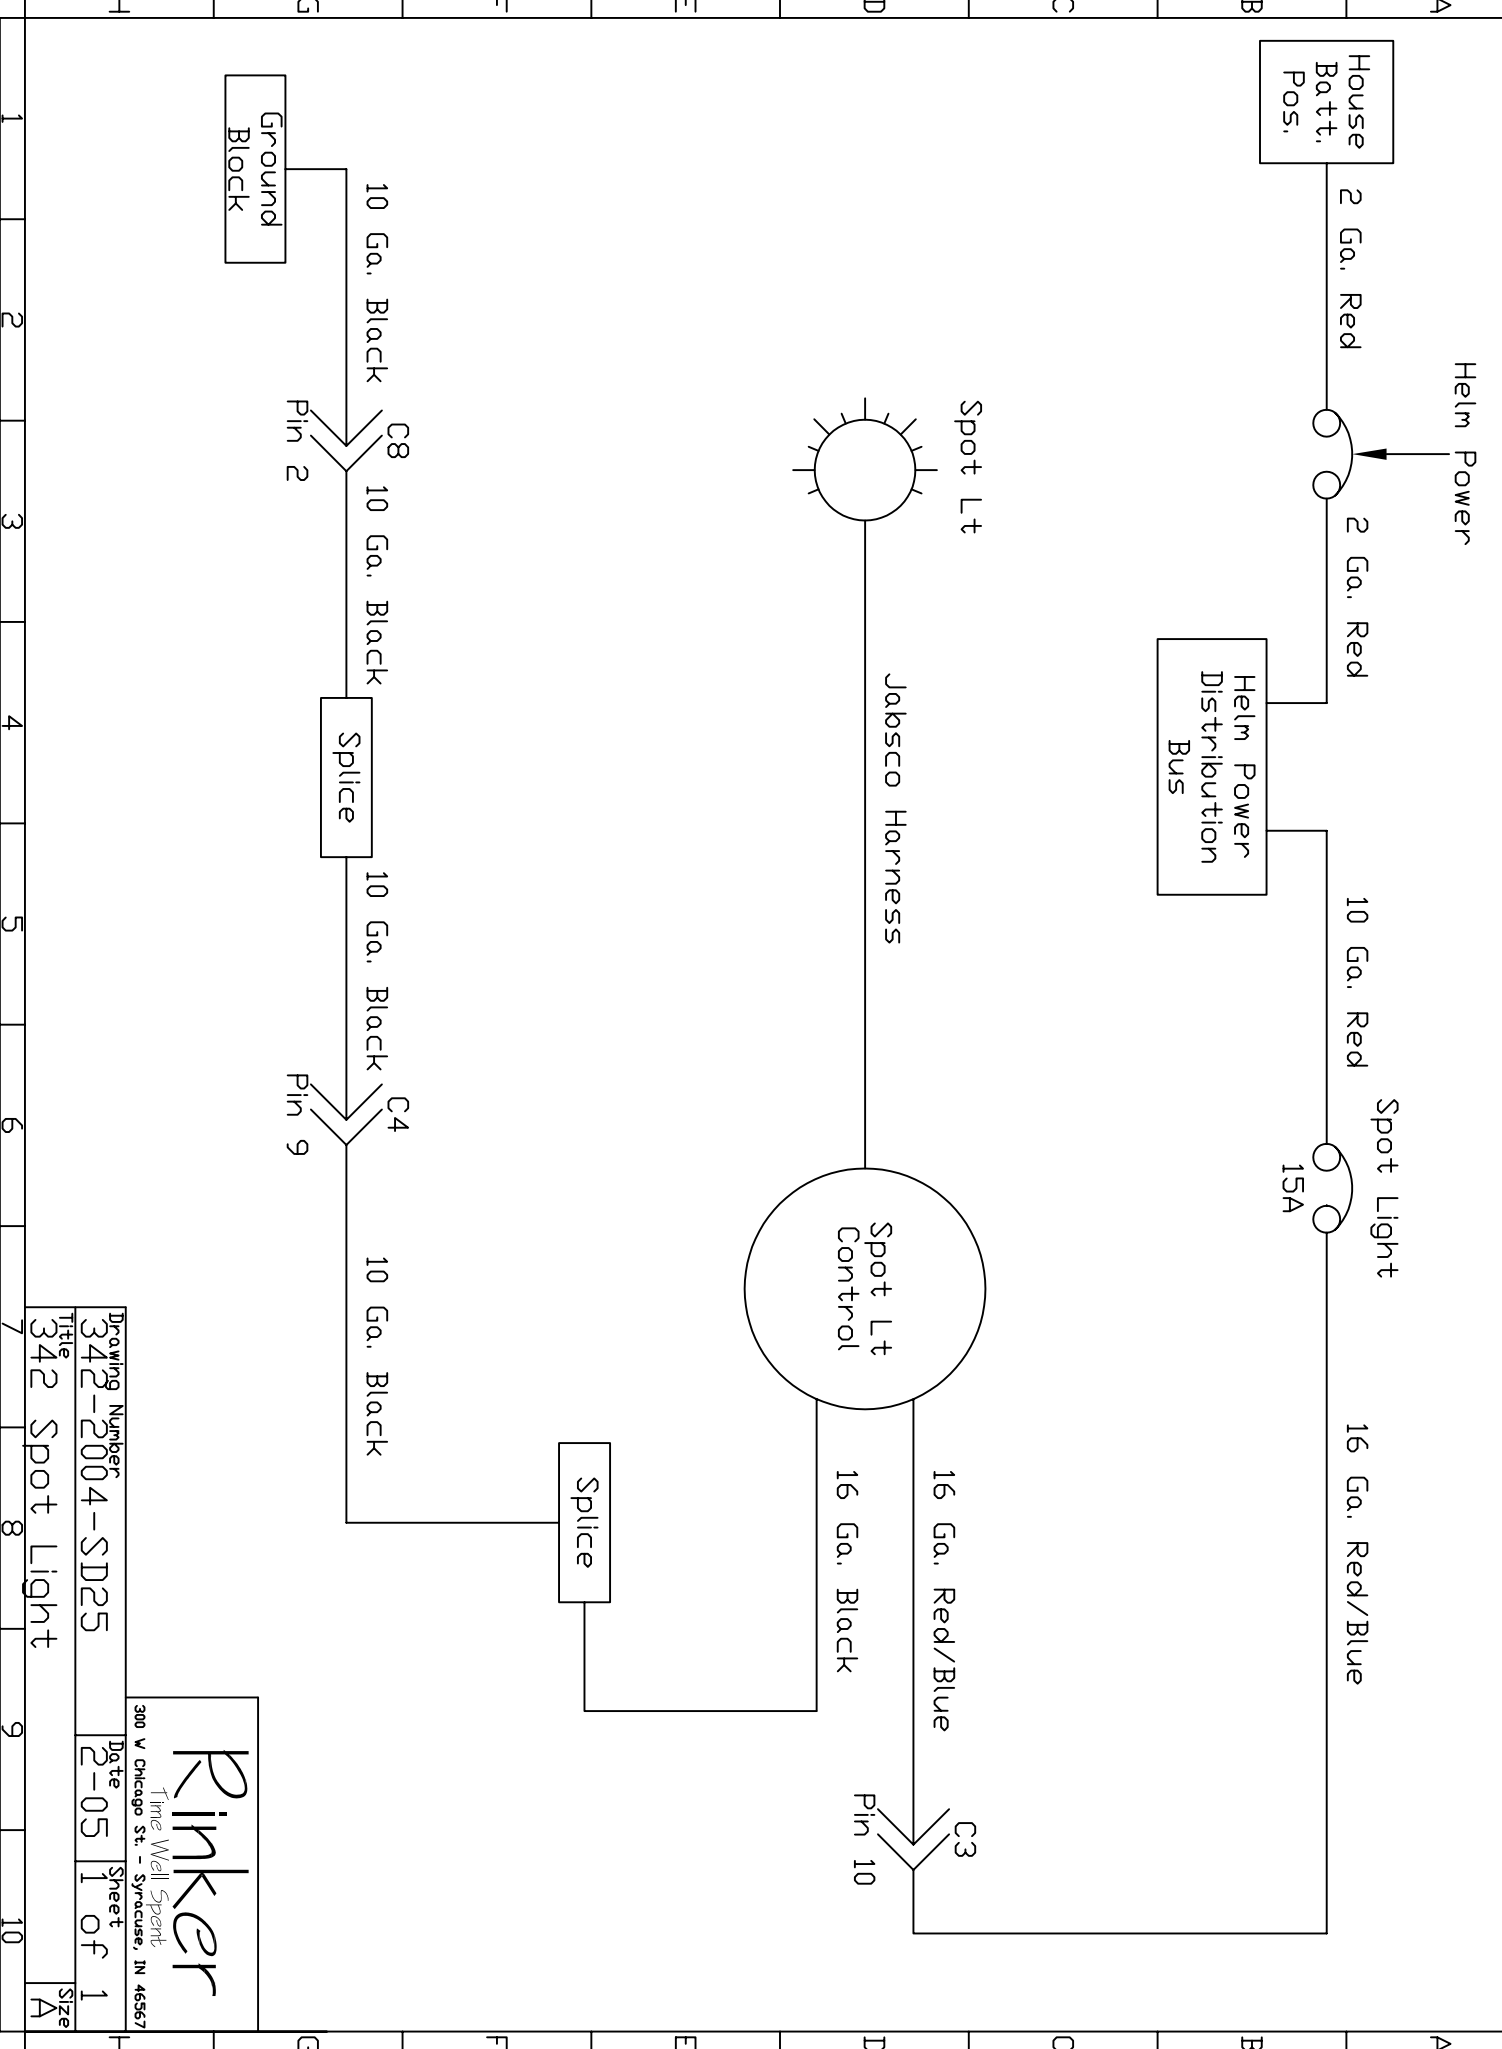 A
B
C
D
E
F
G
H
1
2
3
4
5
6
7
8
9
10
Helm Power
House
Batt.
Pos.
2 Ga. Red
2 Ga. Red
Helm Power
Distribution
Bus
10 Ga. Red
Spot Light
15A
16 Ga. Red/Blue
Spot Lt
Jabsco Harness
Spot Lt
Control
16 Ga. Red/Blue
C3
Pin 10
16 Ga. Black
Splice
Ground
Block
10 Ga. Black
C8
Pin 2
10 Ga. Black
Splice
10 Ga. Black
C4
Pin 9
10 Ga. Black
Rinker
Time Well Spent
300 W Chicago St. - Syracuse, IN 46567
Drawing Number
342-2004-SD25
Date
2-05
Sheet
1 of 1
Title
342 Spot Light
Size
A
A
B
C
D
E
F
G
H